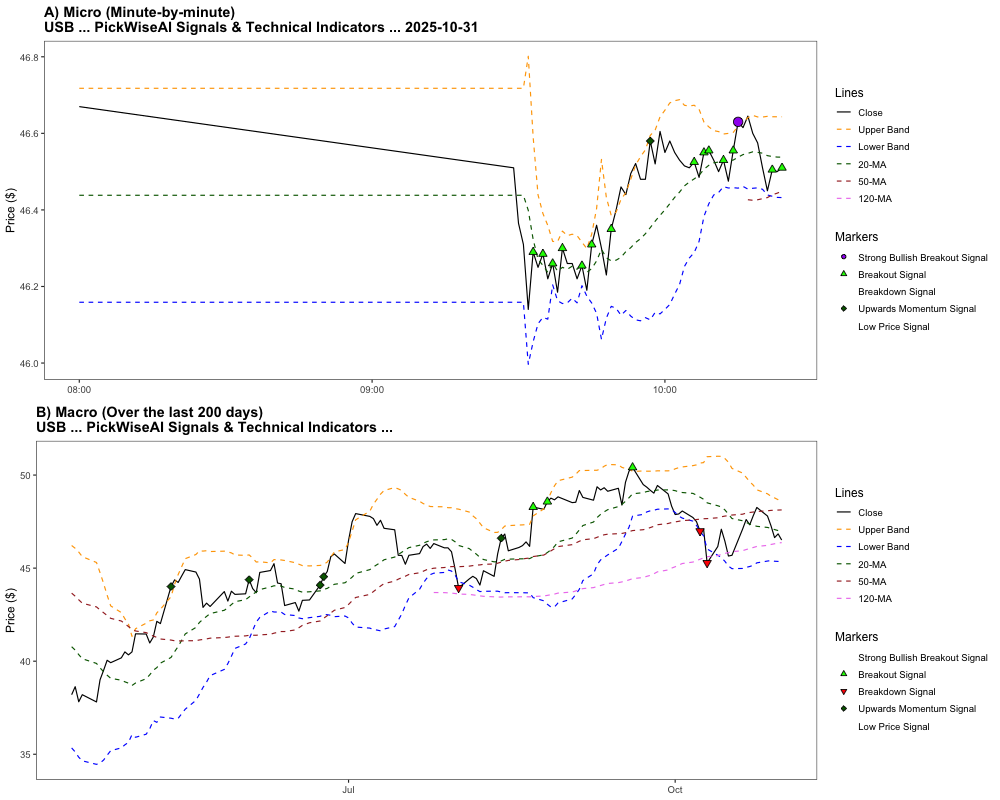 A) Micro (Minute-by-minute)
USB ... PickWiseAI Signals & Technical Indicators ... 2025-10-31
Price ($)
46.8
46.6
46.4
46.2
46.0
08:00
09:00
10:00
Lines
Close
Upper Band
Lower Band
20-MA
50-MA
120-MA
Markers
Strong Bullish Breakout Signal
Breakout Signal
Breakdown Signal
Upwards Momentum Signal
Low Price Signal
B) Macro (Over the last 200 days)
USB ... PickWiseAI Signals & Technical Indicators ...
Price ($)
50
45
40
35
Jul
Oct
Lines
Close
Upper Band
Lower Band
20-MA
50-MA
120-MA
Markers
Strong Bullish Breakout Signal
Breakout Signal
Breakdown Signal
Upwards Momentum Signal
Low Price Signal